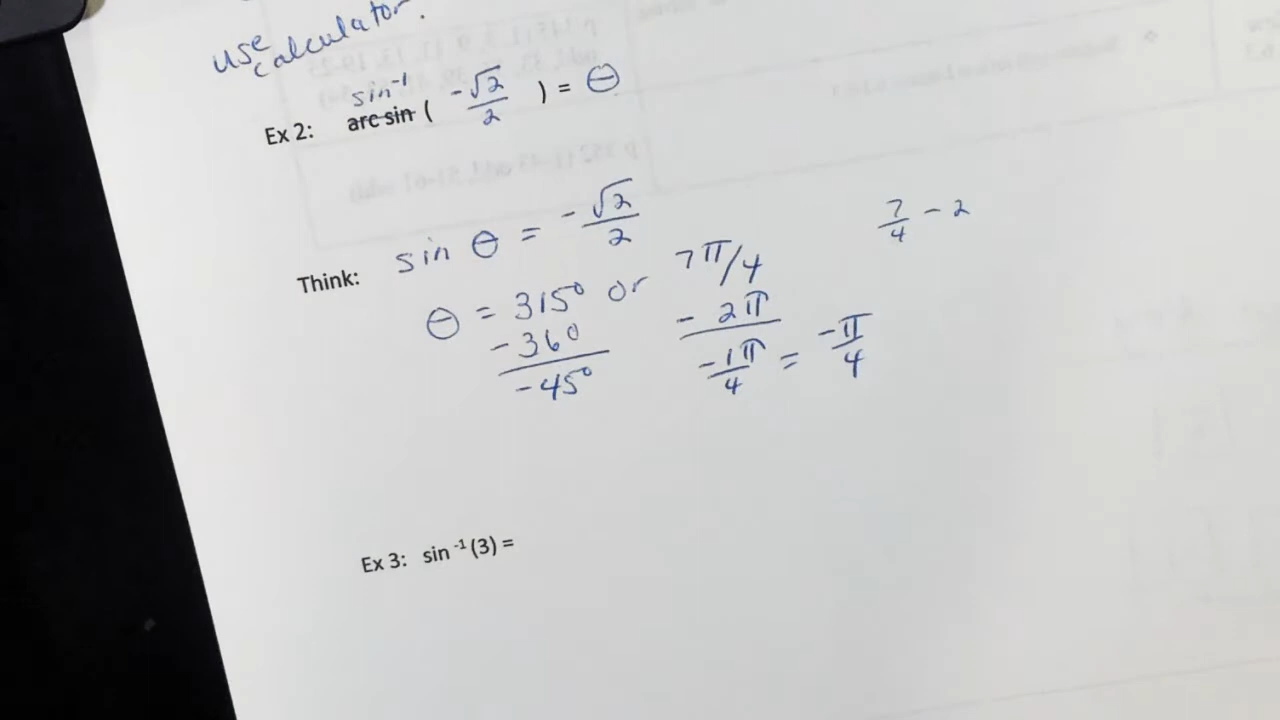 use
calculator.
sin⁻¹
Ex 2: arc sin ( -√2/2 ) = θ
Think: sin θ = -√2/2
7/4 - 2
θ = 315° or 7π/4
-360 - 2π
-45° -1π/4 = -π/4
Ex 3: sin⁻¹(3) =